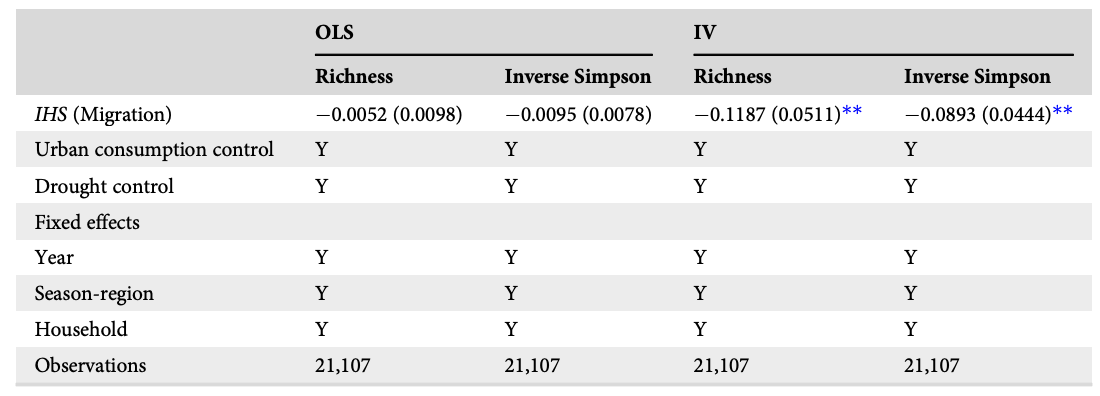 OLS IV
Richness Inverse Simpson Richness Inverse Simpson
IHS (Migration) −0.0052 (0.0098) −0.0095 (0.0078) −0.1187 (0.0511)** −0.0893 (0.0444)**
Urban consumption control Y Y Y Y
Drought control Y Y Y Y
Fixed effects
Year Y Y Y Y
Season-region Y Y Y Y
Household Y Y Y Y
Observations 21,107 21,107 21,107 21,107